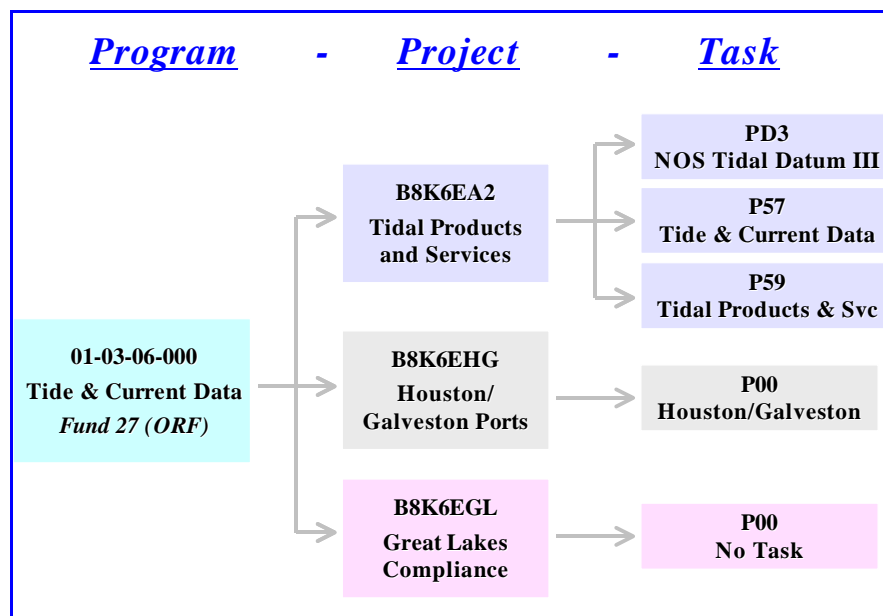 Program - Project - Task
PD3
NOS Tidal Datum III
B8K6EA2
Tidal Products
and Services
P57
Tide & Current Data
P59
Tidal Products & Svc
01-03-06-000
Tide & Current Data
Fund 27 (ORF)
B8K6EHG
Houston/
Galveston Ports
P00
Houston/Galveston
B8K6EGL
Great Lakes
Compliance
P00
No Task